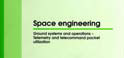 Space engineering
Ground systems and operations -
Telemetry and telecommand packet
utilization